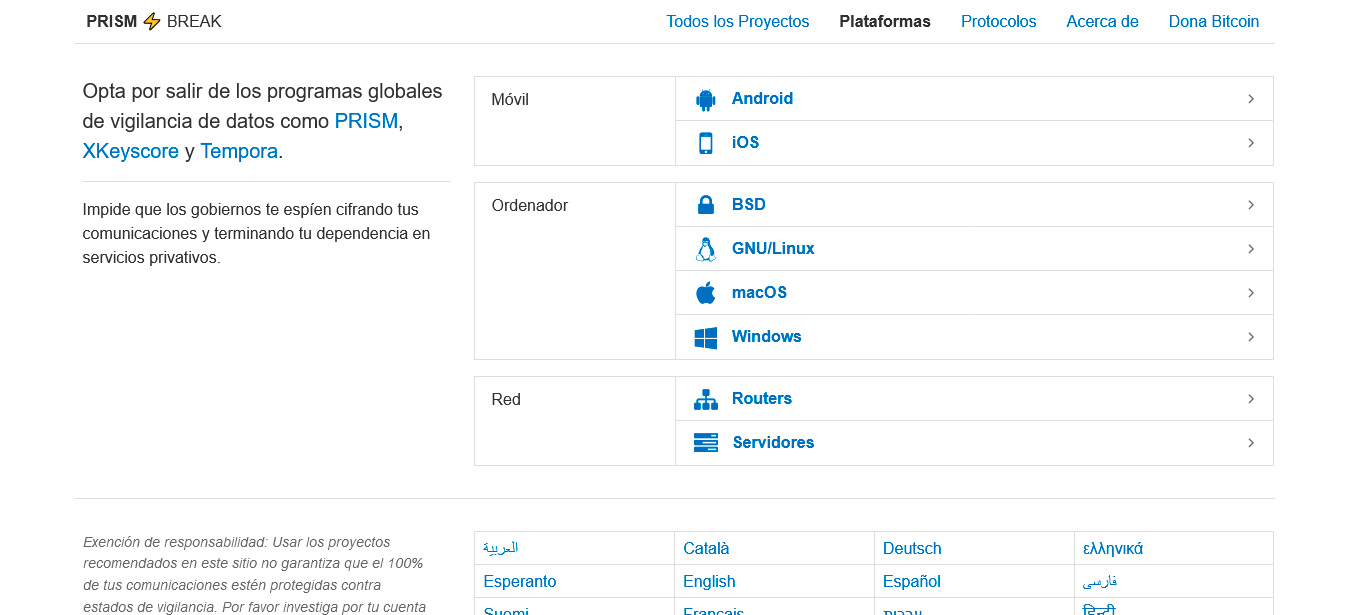 PRISM BREAK
Todos los Proyectos Plataformas Protocolos Acerca de Dona Bitcoin
Opta por salir de los programas globales
de vigilancia de datos como PRISM,
XKeyscore y Tempora.
Impide que los gobiernos te espíen cifrando tus
comunicaciones y terminando tu dependencia en
servicios privativos.
Móvil
Android
iOS
Ordenador
BSD
GNU/Linux
macOS
Windows
Red
Routers
Servidores
Exención de responsabilidad: Usar los proyectos
recomendados en este sitio no garantiza que el 100%
de tus comunicaciones estén protegidas contra
estados de vigilancia. Por favor investiga por tu cuenta
العربية Català Deutsch ελληνικά
Esperanto English Español فارسی
Suomi Français עברית हिन्दी